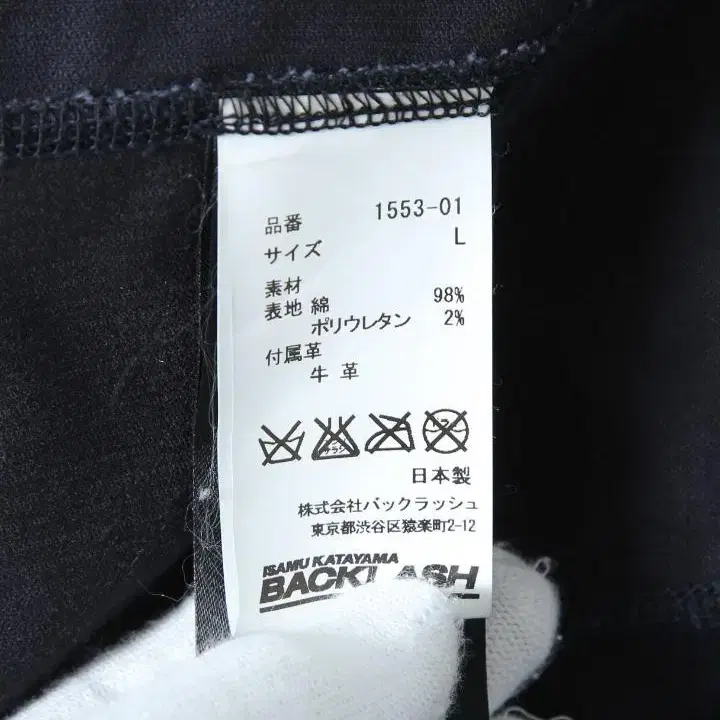 品番 1553-01
サイズ L
素材
表地 綿 98%
ポリウレタン 2%
付属革
牛革
日本製
株式会社バックラッシュ
東京都渋谷区猿楽町2-12
ISAMU KATAYAMA
BACKLASH